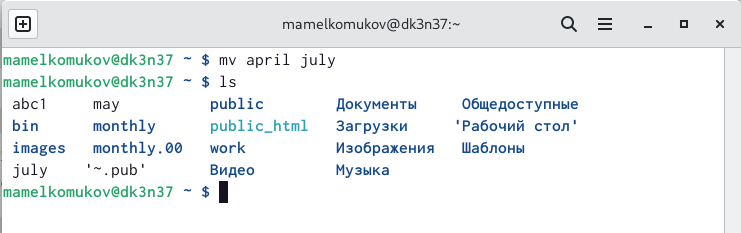 mamelkomukov@dk3n37:~
mamelkomukov@dk3n37 ~ $ mv april july
mamelkomukov@dk3n37 ~ $ ls
abc1 may public Документы Общедоступные
bin monthly public_html Загрузки 'Рабочий стол'
images monthly.00 work Изображения Шаблоны
july '~.pub' Видео Музыка
mamelkomukov@dk3n37 ~ $